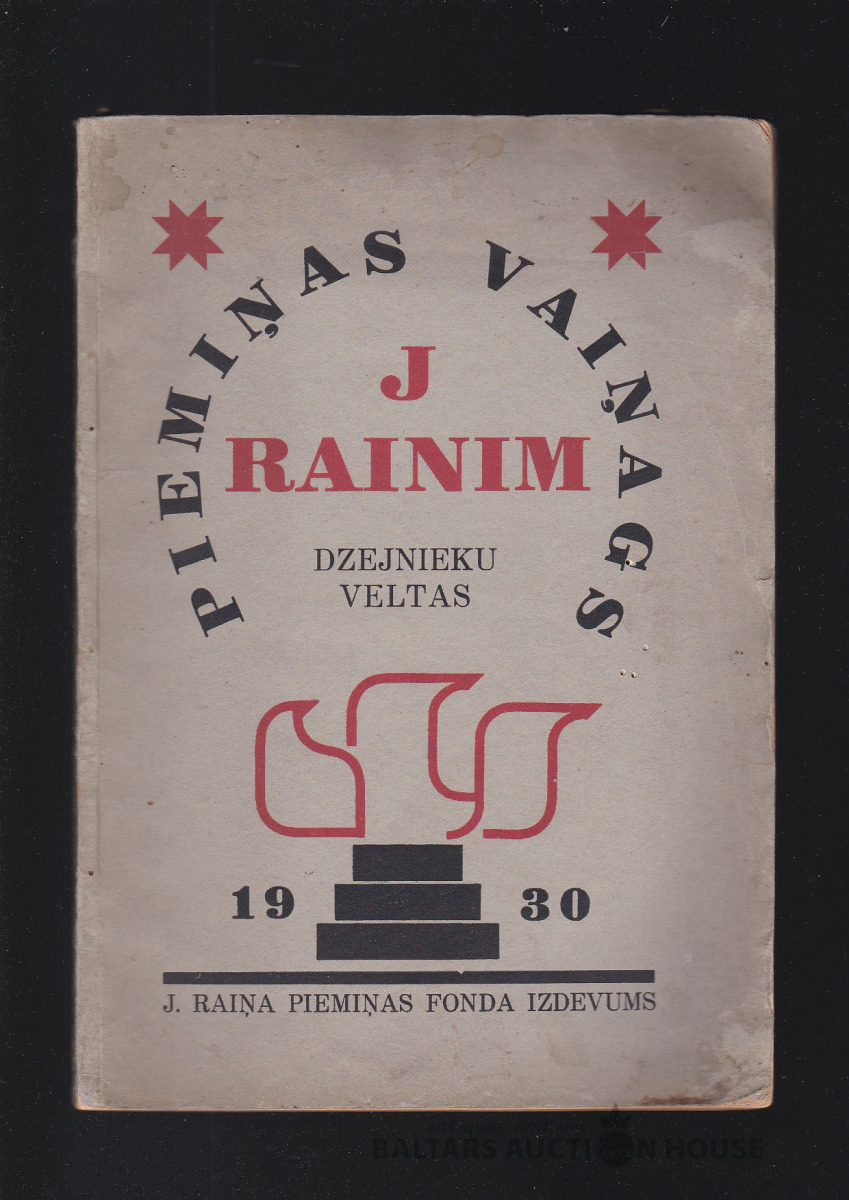 PIEMIŅAS VAIŅAGS
J
RAINIM
DZEJNIEKU
VELTAS
19 30
J. RAIŅA PIEMIŅAS FONDA IZDEVUMS
BALTARS AUCTION HOUSE